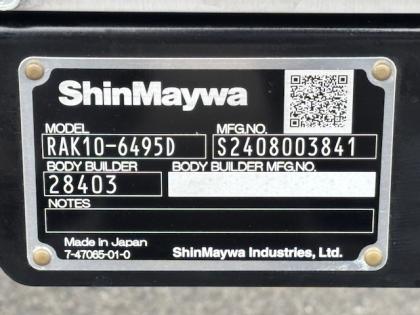 ShinMaywa
MODEL MFG.NO.
RAK10-6495D S2408003841
BODY BUILDER BODY BUILDER MFG.NO.
28403
NOTES
Made in Japan
7-47065-01-0 ShinMaywa Industries, Ltd.